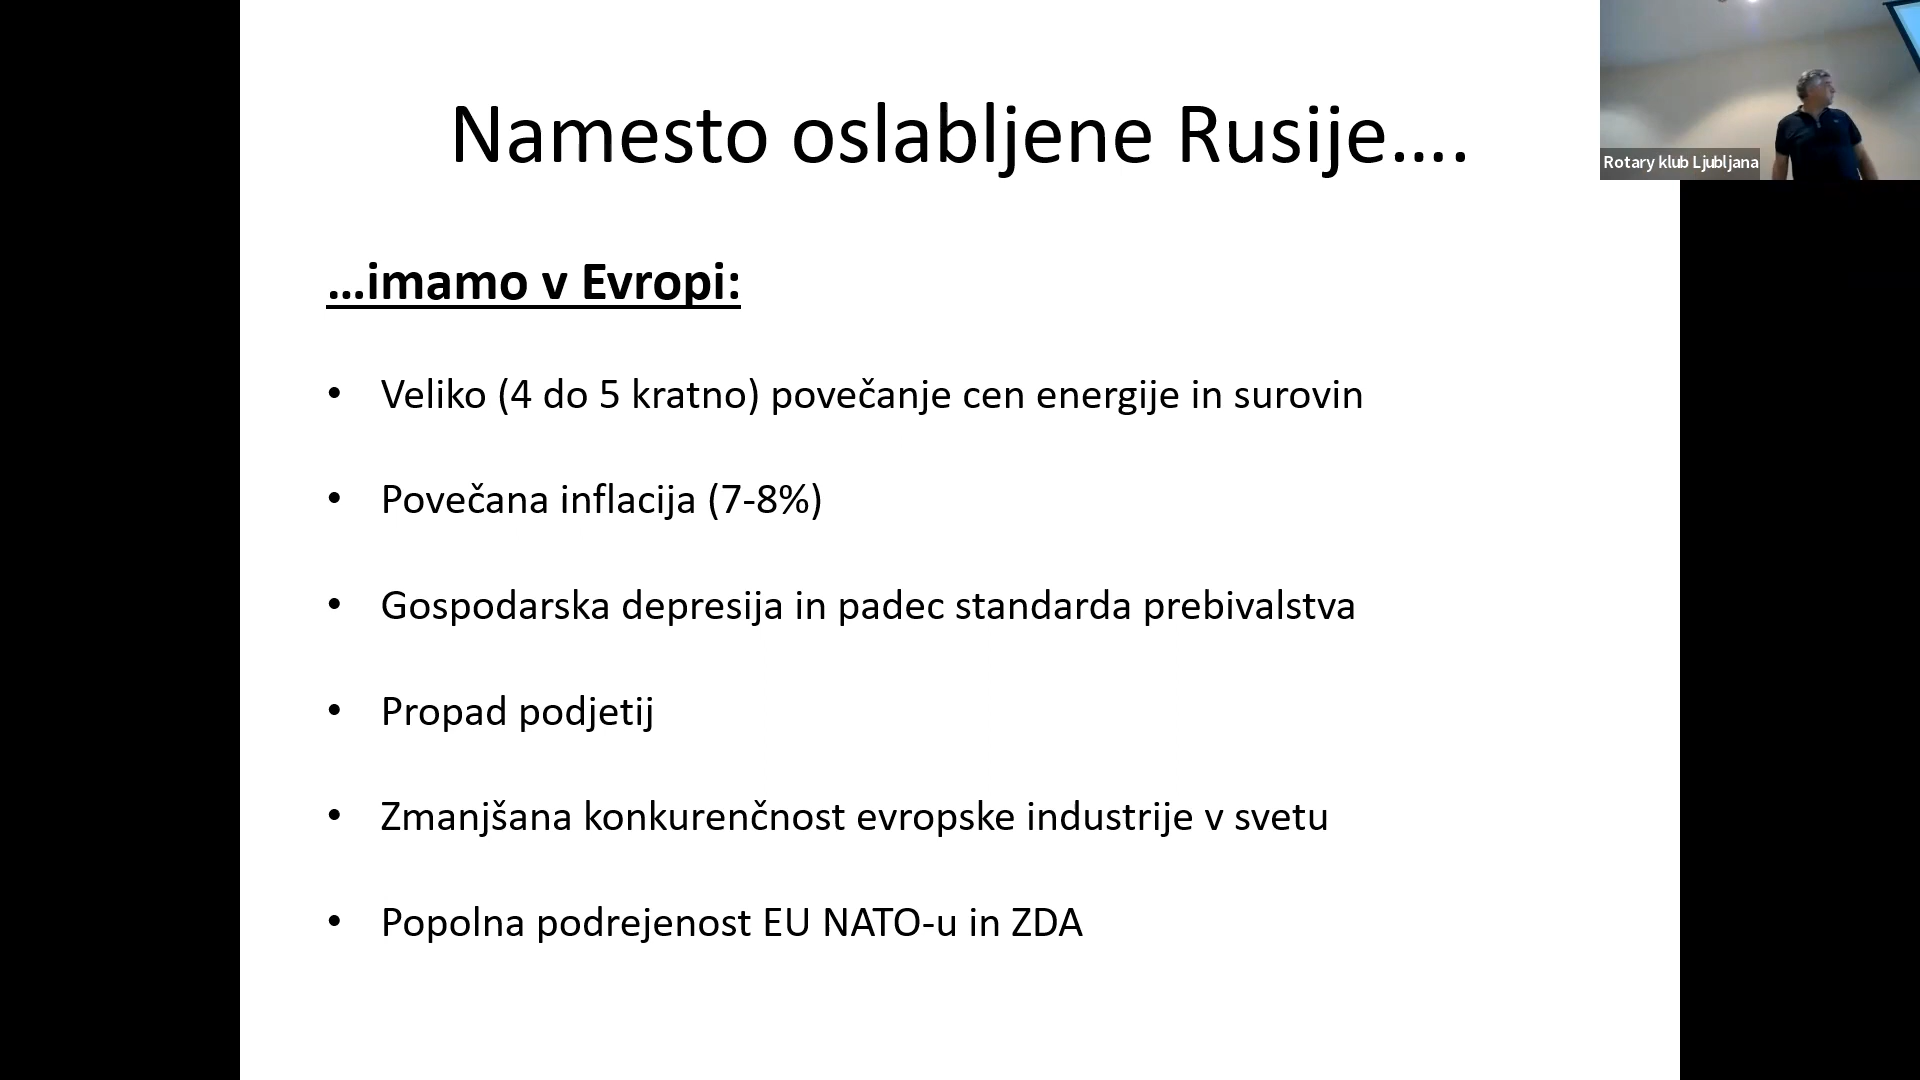 Namesto oslabljene Rusije....
Rotary klub Ljubljana
...imamo v Evropi:
• Veliko (4 do 5 kratno) povečanje cen energije in surovin
• Povečana inflacija (7-8%)
• Gospodarska depresija in padec standarda prebivalstva
• Propad podjetij
• Zmanjšana konkurenčnost evropske industrije v svetu
• Popolna podrejenost EU NATO-u in ZDA